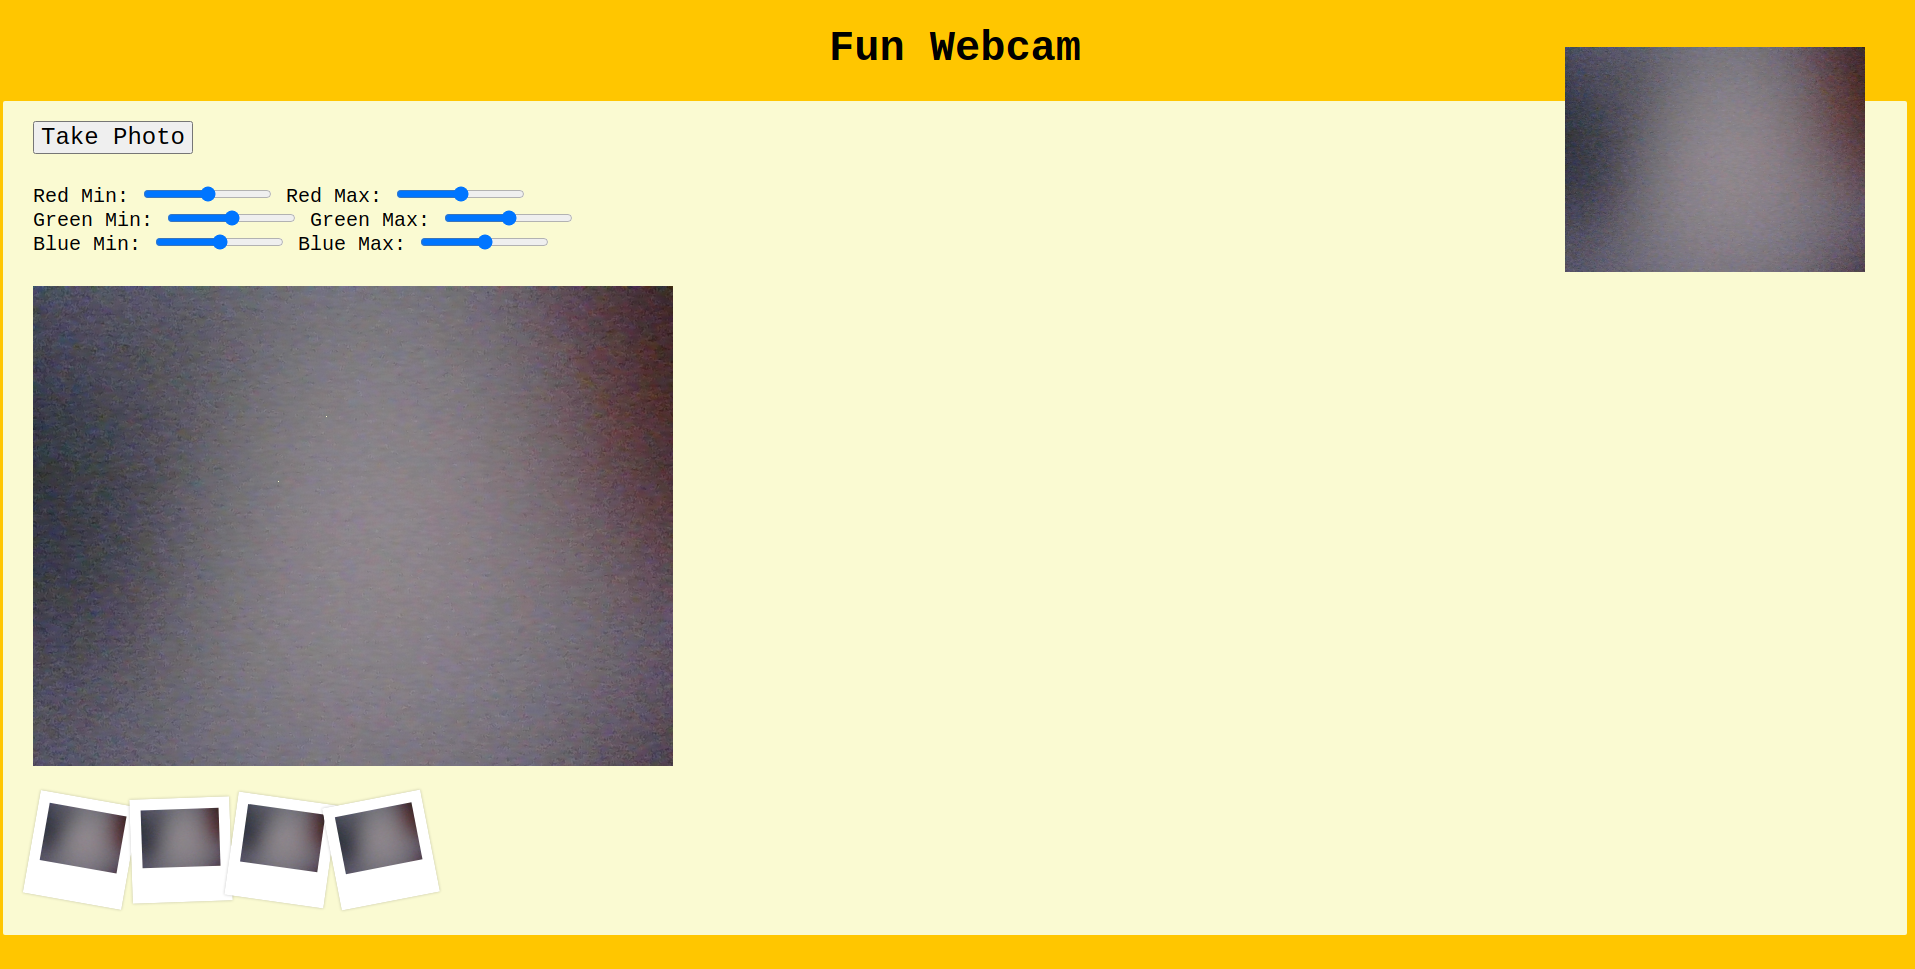 Fun Webcam
Take Photo
Red Min: Red Max:
Green Min: Green Max:
Blue Min: Blue Max: